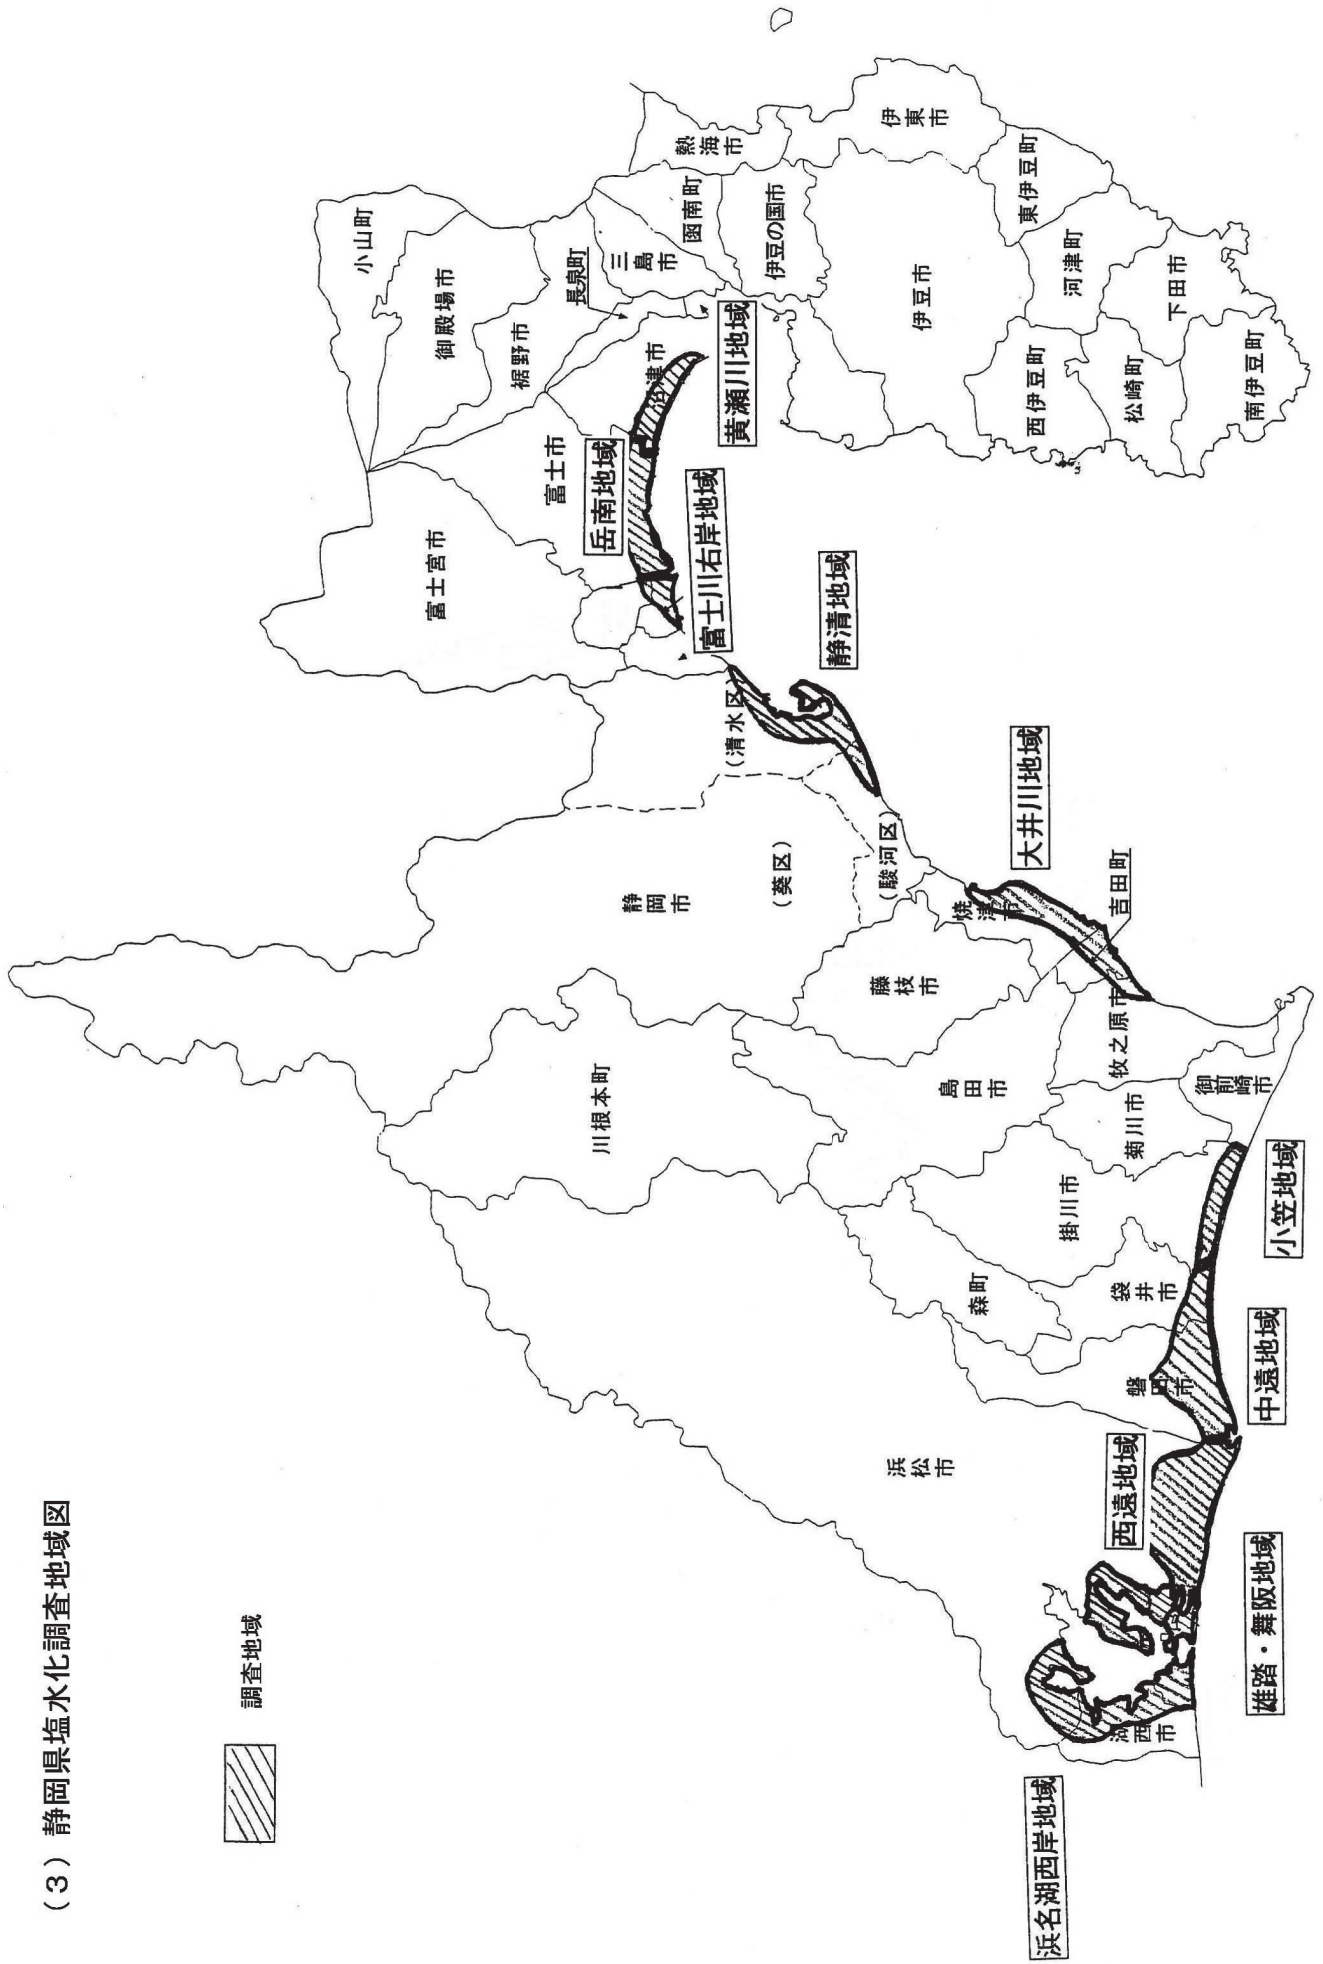 (3) 静岡県塩水化調査地域図
調査地域
小山町
御殿場市
裾野市
長泉町
三島市
函南町
熱海市
伊豆の国市
伊東市
伊豆市
東伊豆町
河津町
下田市
西伊豆町
松崎町
南伊豆町
沼津市
黄瀬川地域
富士市
岳南地域
富士宮市
富士川右岸地域
静清地域
(清水区)
静岡市
(葵区)
(駿河区)
大井川地域
焼津市
吉田町
藤枝市
島田市
牧之原市
川根本町
御前崎市
菊川市
掛川市
小笠地域
森町
袋井市
磐田市
中遠地域
浜松市
西遠地域
雄踏・舞阪地域
湖西市
浜名湖西岸地域